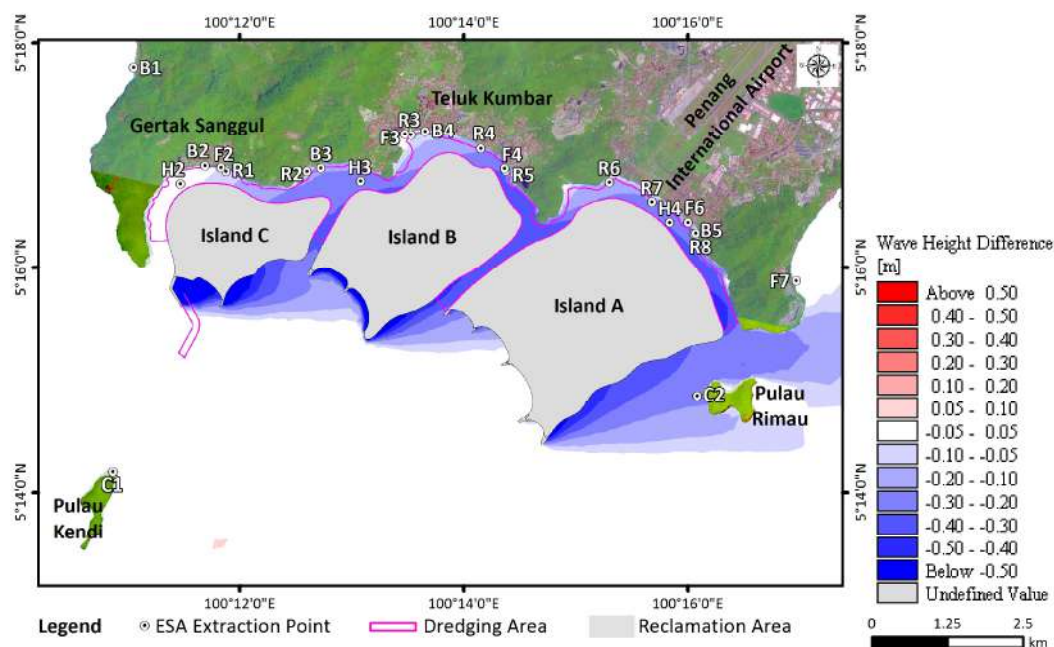 100°12'0"E 100°14'0"E 100°16'0"E
5°18'0"N 5°18'0"N
B1
Penang
International Airport
Teluk Kumbar
Gertak Sanggul
R3
F3 B4
R4
B2 F2
H2 R1
B3
R2 H3
F4
R5
R6
R7
H4 F6
B5
R8
Island C
Island B
Island A
F7
5°16'0"N 5°16'0"N
C2
Pulau
Rimau
C1
5°14'0"N 5°14'0"N
Pulau
Kendi
100°12'0"E 100°14'0"E 100°16'0"E
Wave Height Difference
[m]
Above 0.50
0.40 - 0.50
0.30 - 0.40
0.20 - 0.30
0.10 - 0.20
0.05 - 0.10
-0.05 - 0.05
-0.10 - -0.05
-0.20 - -0.10
-0.30 - -0.20
-0.40 - -0.30
-0.50 - -0.40
Below -0.50
Undefined Value
Legend ESA Extraction Point Dredging Area Reclamation Area
0 1.25 2.5
km